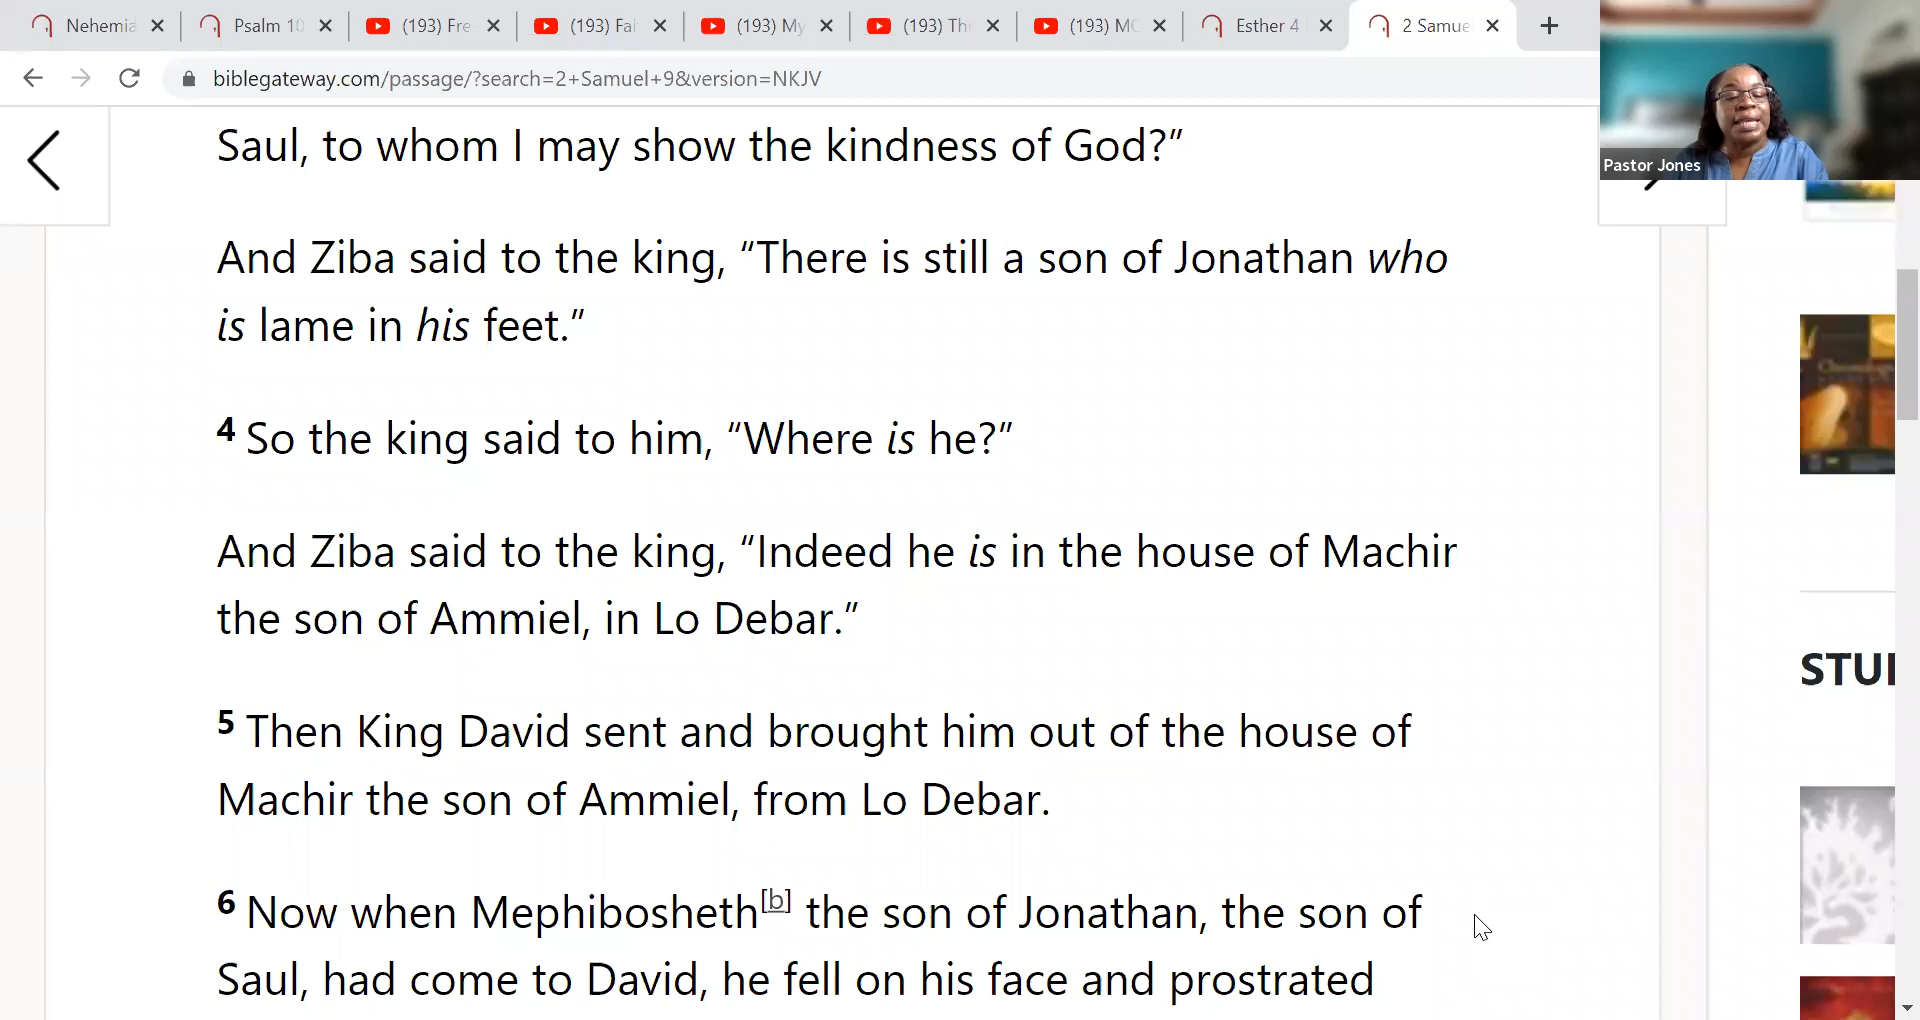 Nehemia
Psalm 10
(193) Fre
(193) Fai
(193) My
(193) Th
(193) MO
Esther 4
2 Samue
biblegateway.com/passage/?search=2+Samuel+9&version=NKJV
Pastor Jones
Saul, to whom I may show the kindness of God?”
And Ziba said to the king, “There is still a son of Jonathan who
is lame in his feet.”
4 So the king said to him, “Where is he?”
And Ziba said to the king, “Indeed he is in the house of Machir
the son of Ammiel, in Lo Debar.”
STU
5 Then King David sent and brought him out of the house of
Machir the son of Ammiel, from Lo Debar.
6 Now when Mephibosheth[b] the son of Jonathan, the son of
Saul, had come to David, he fell on his face and prostrated